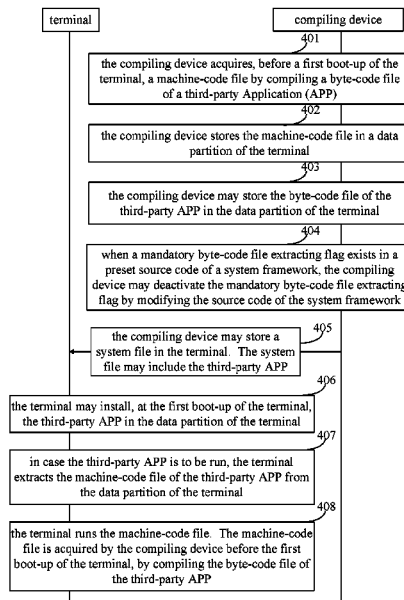 terminal
compiling device
401
the compiling device acquires, before a first boot-up of the
terminal, a machine-code file by compiling a byte-code file
of a third-party Application (APP)
402
the compiling device stores the machine-code file in a data
partition of the terminal
403
the compiling device may store the byte-code file of the
third-party APP in the data partition of the terminal
404
when a mandatory byte-code file extracting flag exists in a
preset source code of a system framework, the compiling
device may deactivate the mandatory byte-code file extracting
flag by modifying the source code of the system framework
405
the compiling device may store a
system file in the terminal. The system
file may include the third-party APP
406
the terminal may install, at the first boot-up of the terminal,
the third-party APP in the data partition of the terminal
407
in case the third-party APP is to be run, the terminal
extracts the machine-code file of the third-party APP from
the data partition of the terminal
408
the terminal runs the machine-code file. The machine-code
file is acquired by the compiling device before the first
boot-up of the terminal, by compiling the byte-code file of
the third-party APP